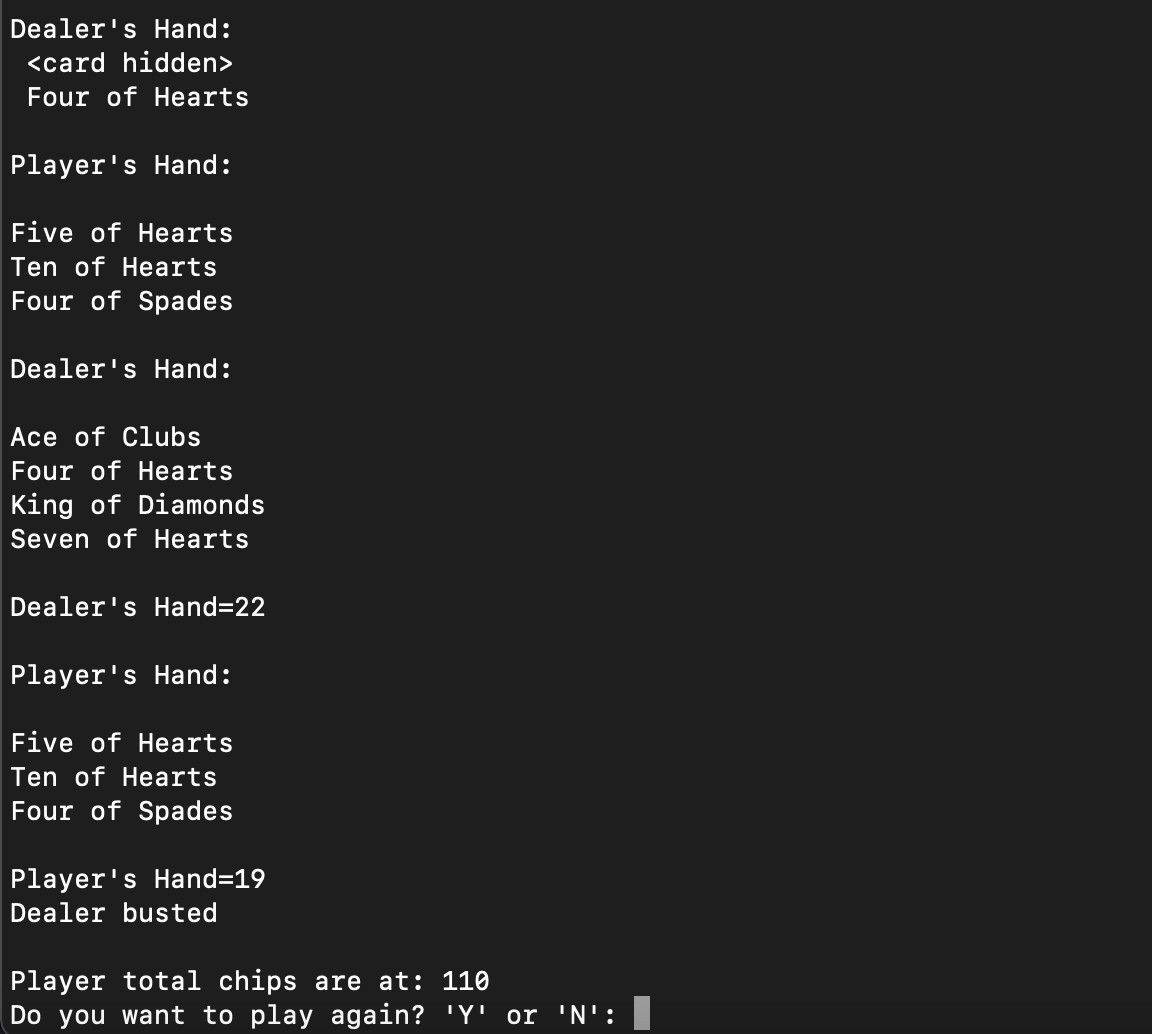 Dealer's Hand:
<card hidden>
Four of Hearts
Player's Hand:
Five of Hearts
Ten of Hearts
Four of Spades
Dealer's Hand:
Ace of Clubs
Four of Hearts
King of Diamonds
Seven of Hearts
Dealer's Hand=22
Player's Hand:
Five of Hearts
Ten of Hearts
Four of Spades
Player's Hand=19
Dealer busted
Player total chips are at: 110
Do you want to play again? 'Y' or 'N':